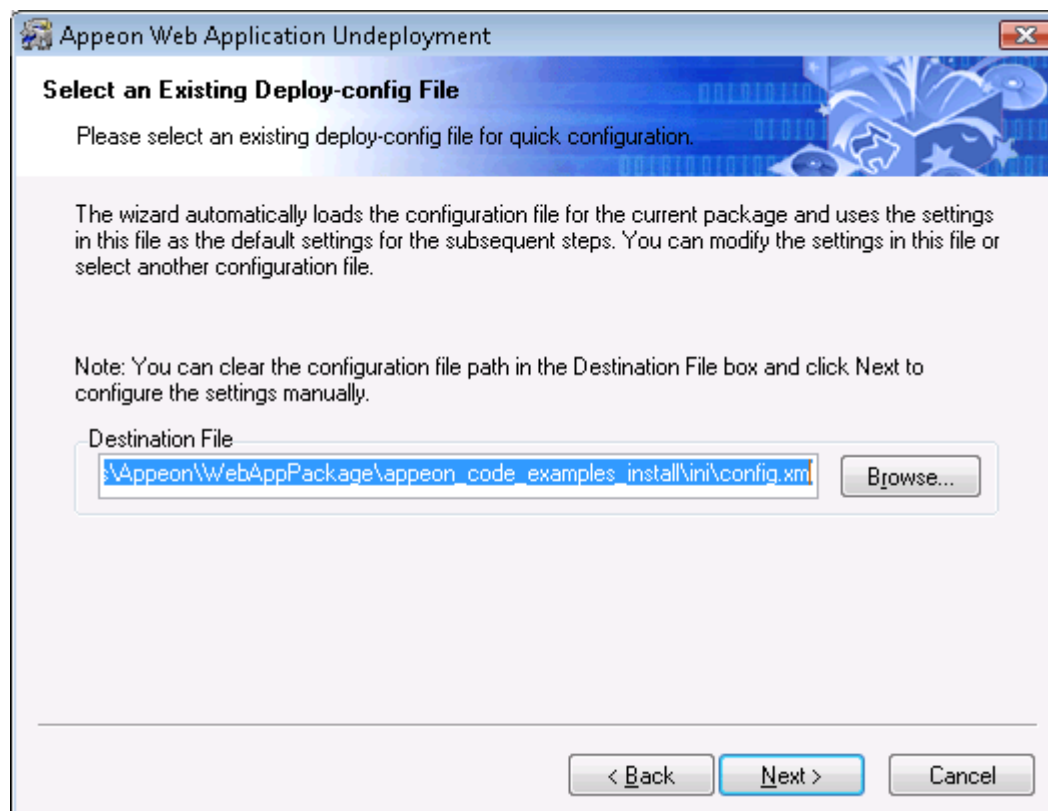 Appeon Web Application Undeployment
Select an Existing Deploy-config File
Please select an existing deploy-config file for quick configuration.
The wizard automatically loads the configuration file for the current package and uses the settings
in this file as the default settings for the subsequent steps. You can modify the settings in this file or
select another configuration file.
Note: You can clear the configuration file path in the Destination File box and click Next to
configure the settings manually.
Destination File
s\Appeon\WebAppPackage\appeon_code_examples_install\ini\config.xm
Browse...
< Back
Next >
Cancel